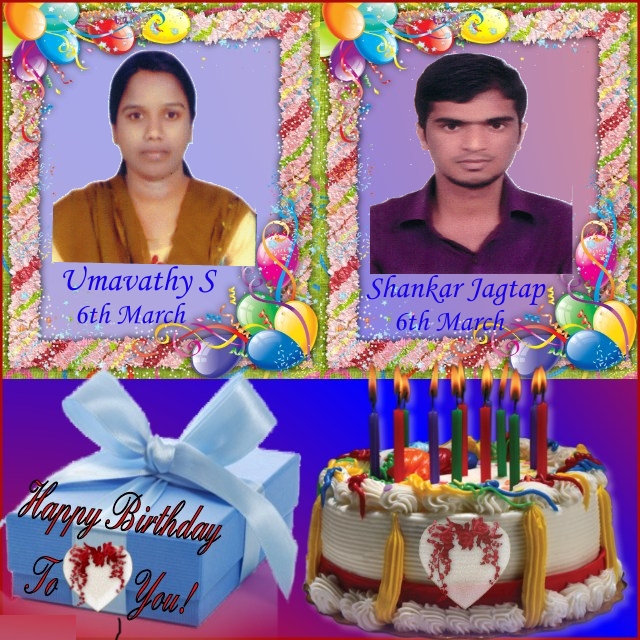 Umavathy S
6th March
Shankar Jagtap
6th March
Happy Birthday
To You!